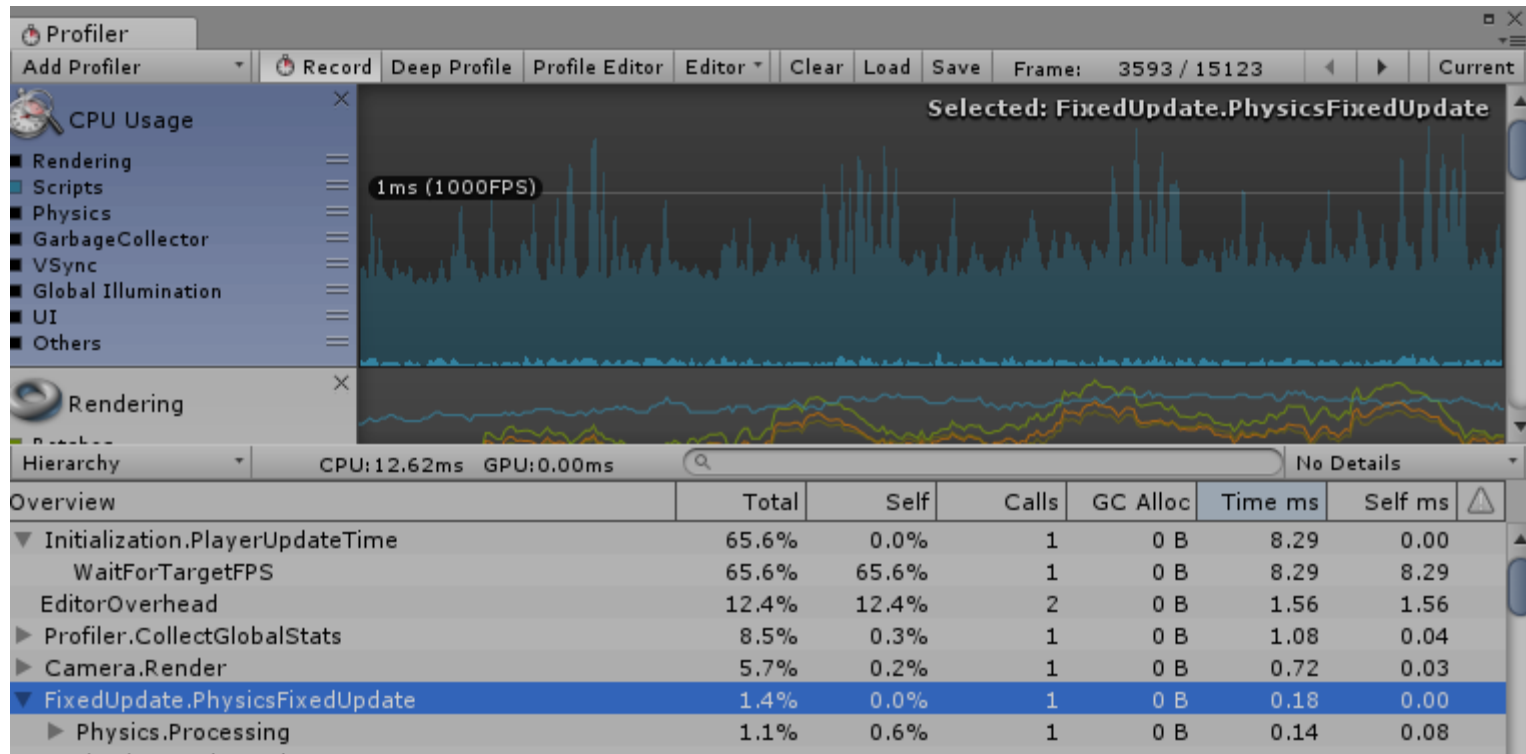 Profiler
Add Profiler Record Deep Profile Profile Editor Editor Clear Load Save Frame: 3593 / 15123 Current
CPU Usage
Selected: FixedUpdate.PhysicsFixedUpdate
Rendering
Scripts
1ms (1000FPS)
Physics
GarbageCollector
VSync
Global Illumination
UI
Others
Rendering
Hierarchy CPU:12.62ms GPU:0.00ms No Details
Overview Total Self Calls GC Alloc Time ms Self ms
Initialization.PlayerUpdateTime 65.6% 0.0% 1 0 B 8.29 0.00
WaitForTargetFPS 65.6% 65.6% 1 0 B 8.29 8.29
EditorOverhead 12.4% 12.4% 2 0 B 1.56 1.56
Profiler.CollectGlobalStats 8.5% 0.3% 1 0 B 1.08 0.04
Camera.Render 5.7% 0.2% 1 0 B 0.72 0.03
FixedUpdate.PhysicsFixedUpdate 1.4% 0.0% 1 0 B 0.18 0.00
Physics.Processing 1.1% 0.6% 1 0 B 0.14 0.08